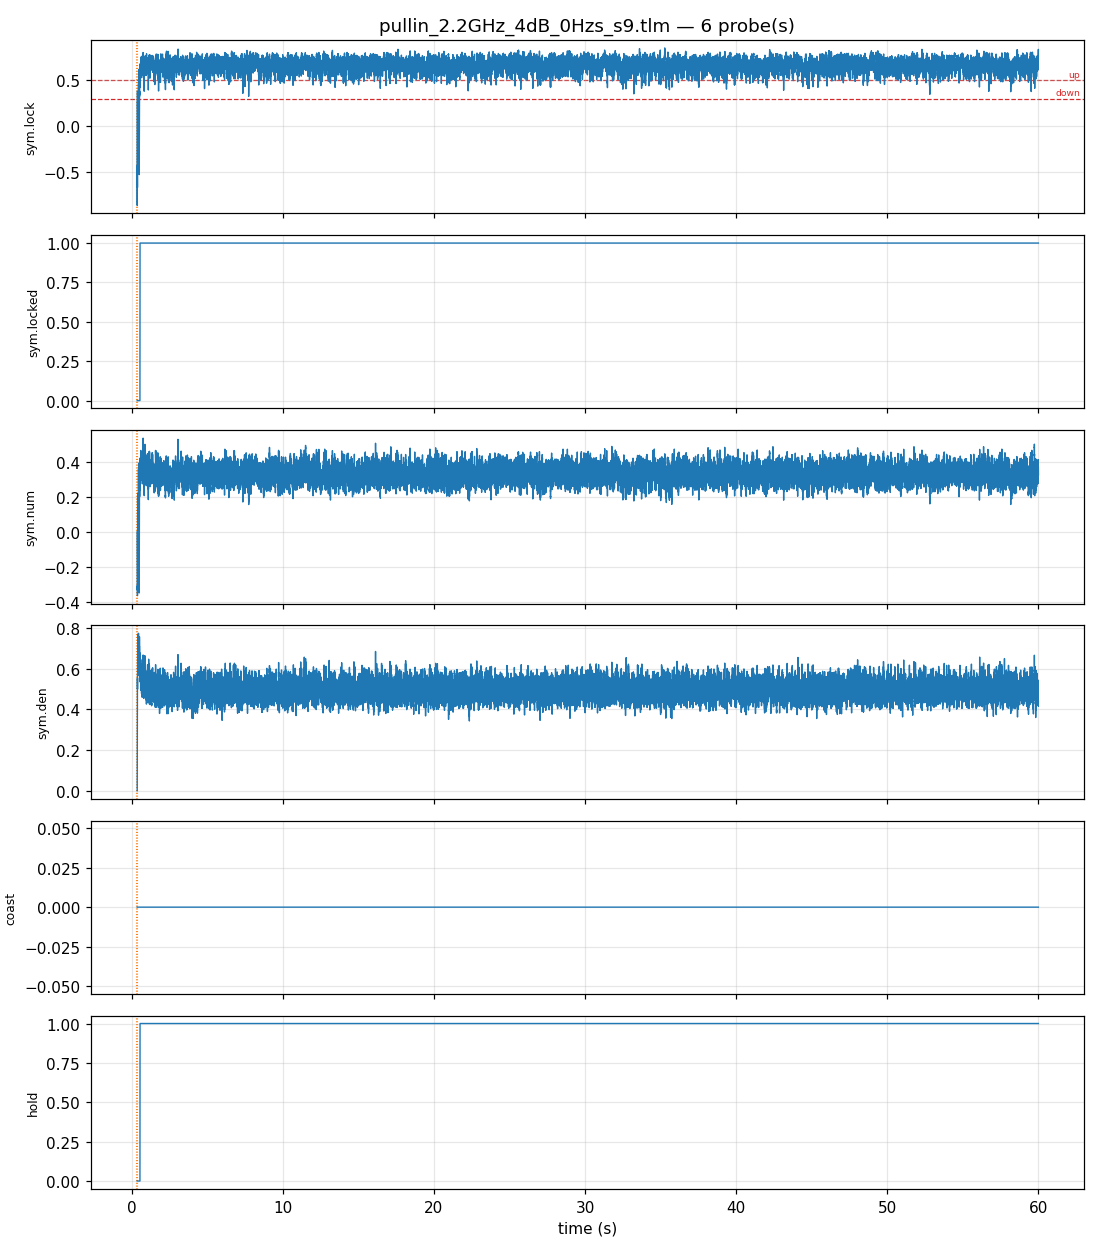 pullin_2.2GHz_4dB_0Hzs_s9.tlm — 6 probe(s)
sym.lock
0.5
0.0
−0.5
up
down
sym.locked
1.00
0.75
0.50
0.25
0.00
sym.num
0.4
0.2
0.0
−0.2
−0.4
sym.den
0.8
0.6
0.4
0.2
0.0
coast
0.050
0.025
0.000
−0.025
−0.050
hold
1.00
0.75
0.50
0.25
0.00
0 10 20 30 40 50 60
time (s)